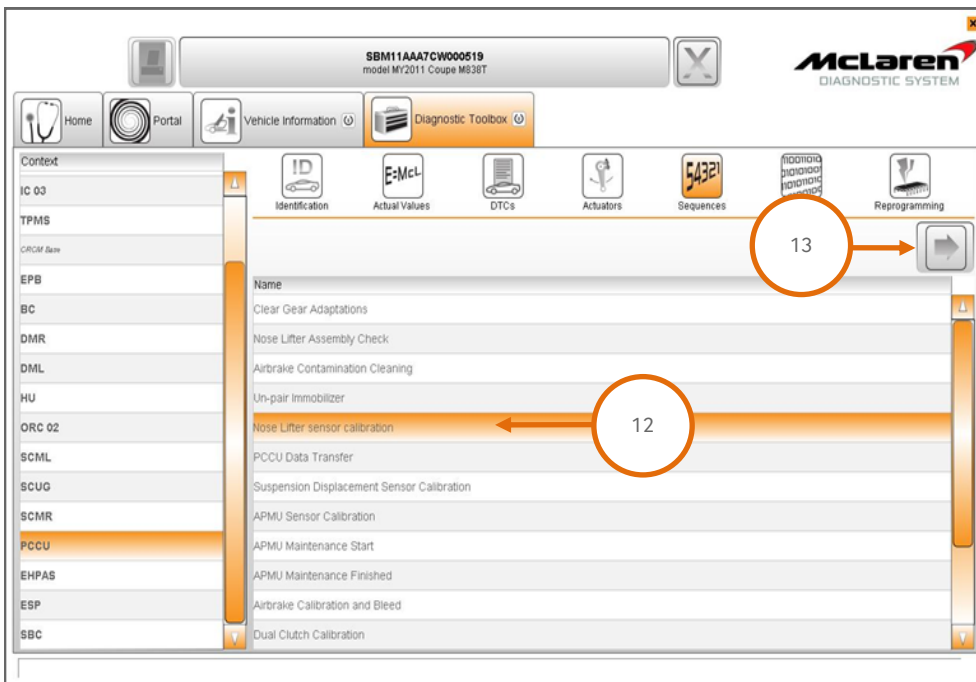 SBM11AAA7CW000519
model MY2011 Coupe M838T
McLaren
DIAGNOSTIC SYSTEM
Home
Portal
Vehicle Information
Diagnostic Toolbox
Context
IC 03
TPMS
CRCM Base
EPB
BC
DMR
DML
HU
ORC 02
SCML
SCUG
SCMR
PCCU
EHPAS
ESP
SBC
ID
E=McL
54321
Identification
Actual Values
DTCs
Actuators
Sequences
Reprogramming
13
Name
Clear Gear Adaptations
Nose Lifter Assembly Check
Airbrake Contamination Cleaning
Un-pair Immobilizer
Nose Lifter sensor calibration
12
PCCU Data Transfer
Suspension Displacement Sensor Calibration
APMU Sensor Calibration
APMU Maintenance Start
APMU Maintenance Finished
Airbrake Calibration and Bleed
Dual Clutch Calibration